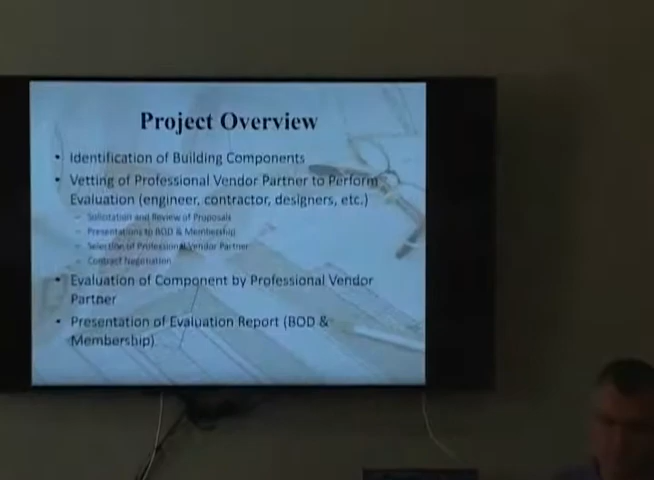 Project Overview
• Identification of Building Components
• Vetting of Professional Vendor Partner to Perform
Evaluation (engineer, contractor, designers, etc.)
– Solicitation and Review of Proposals
– Presentations to BOD & Membership
– Selection of Professional Vendor Partner
– Contract Negotiation
• Evaluation of Component by Professional Vendor
Partner
• Presentation of Evaluation Report (BOD &
Membership)